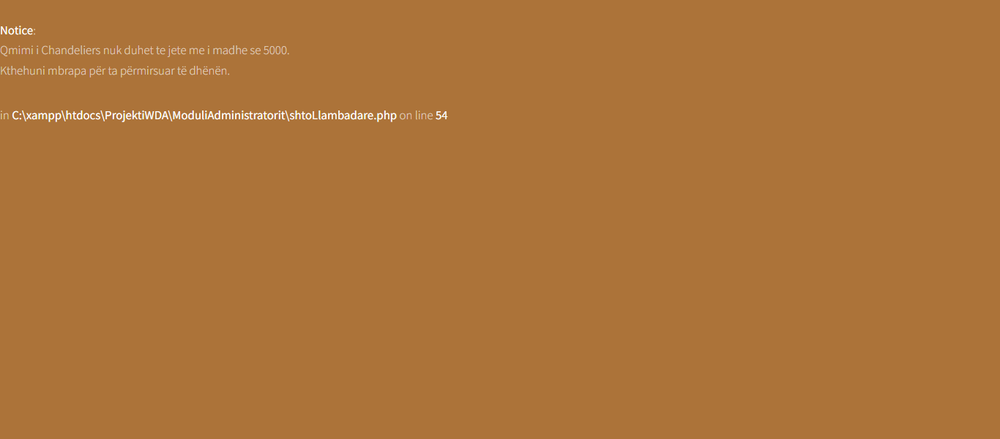 Notice:
Qmimi i Chandeliers nuk duhet te jete me i madhe se 5000.
Kthehuni mbrapa për ta përmirsuar të dhënën.
in C:\xampp\htdocs\ProjektiWDA\ModuliAdministratorit\shtoLlambadare.php on line 54